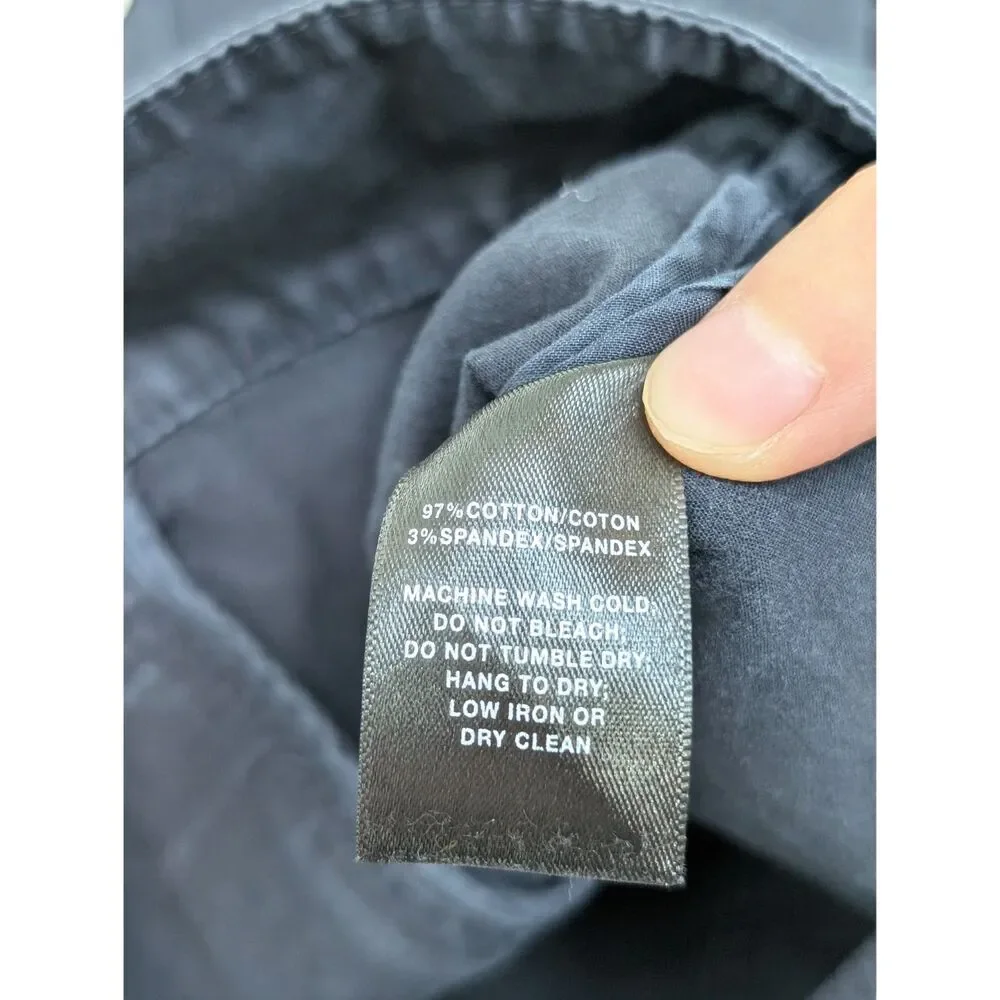 97%COTTON/COTON
3%SPANDEX/SPANDEX
MACHINE WASH COLD;
DO NOT BLEACH;
DO NOT TUMBLE DRY;
HANG TO DRY;
LOW IRON OR
DRY CLEAN